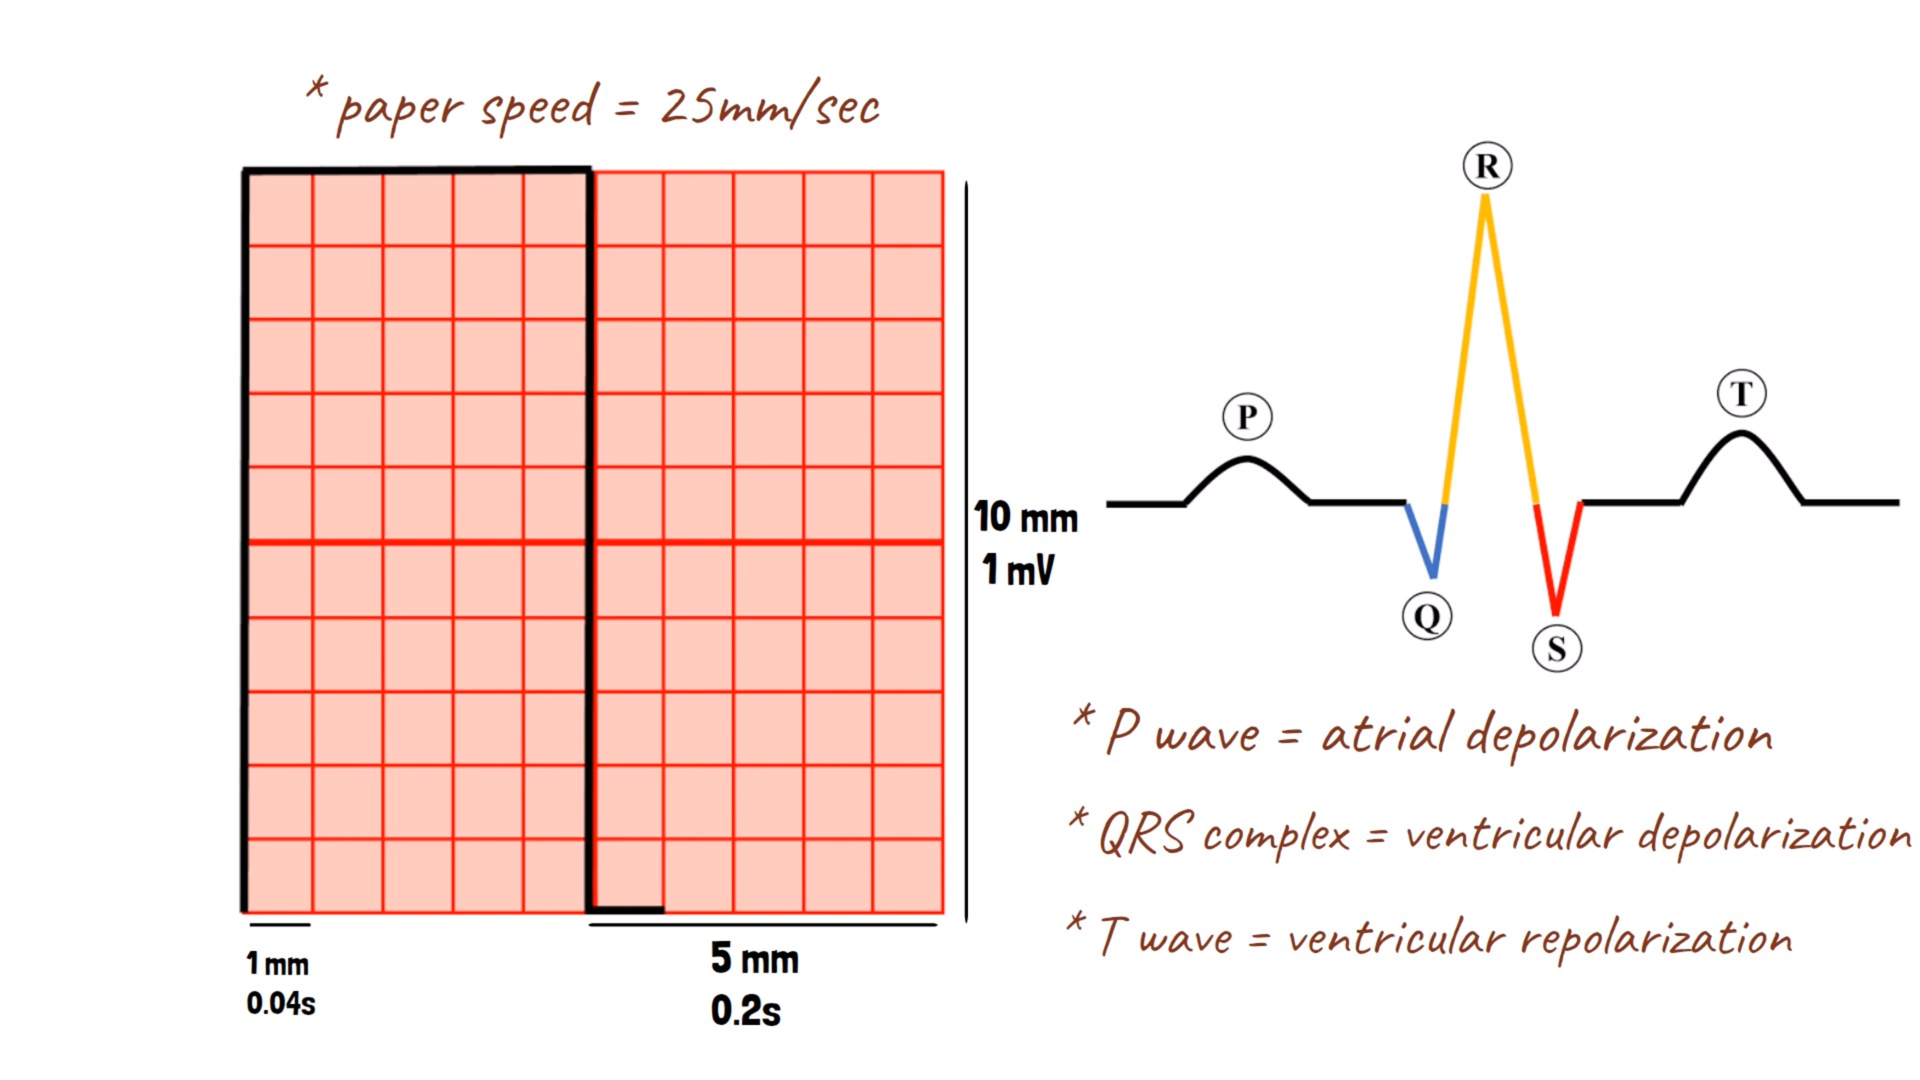 * paper speed = 25mm/sec
10 mm
1 mV
1 mm
0.04s
5 mm
0.2s
R
P
T
Q
S
* P wave = atrial depolarization
* QRS complex = ventricular depolarization
* T wave = ventricular repolarization